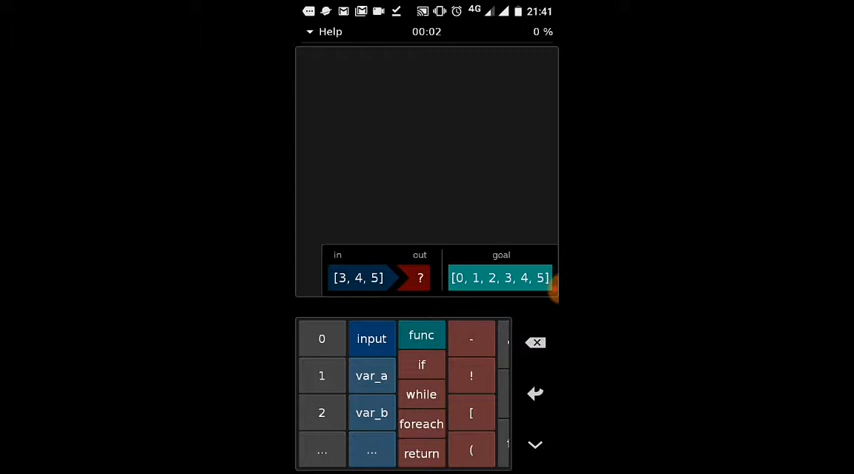 4G 21:41
Help 00:02 0 %
in out goal
[3, 4, 5] ? [0, 1, 2, 3, 4, 5]
0 input func -
if
1 var_a !
while
2 var_b [
foreach
... ... (
return